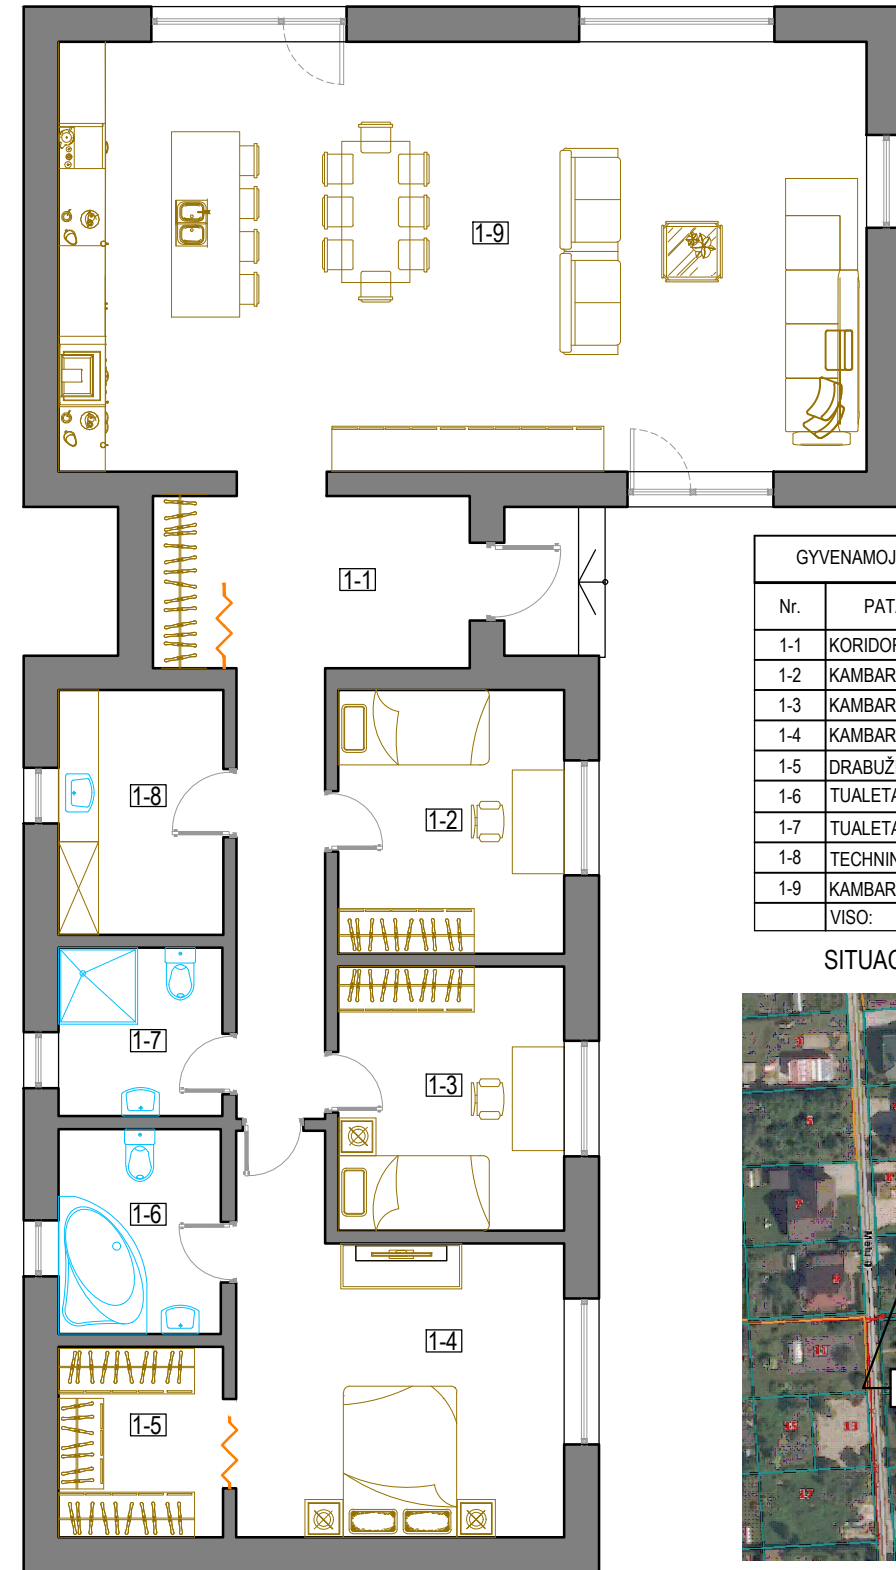 1-9
1-1
1-8
1-2
1-7
1-3
1-6
1-4
1-5
GYVENAMOJ
Nr. PAT
1-1 KORIDOR
1-2 KAMBAR
1-3 KAMBAR
1-4 KAMBAR
1-5 DRABUŽ
1-6 TUALETA
1-7 TUALETA
1-8 TECHNIN
1-9 KAMBAR
VISO:
SITUAC